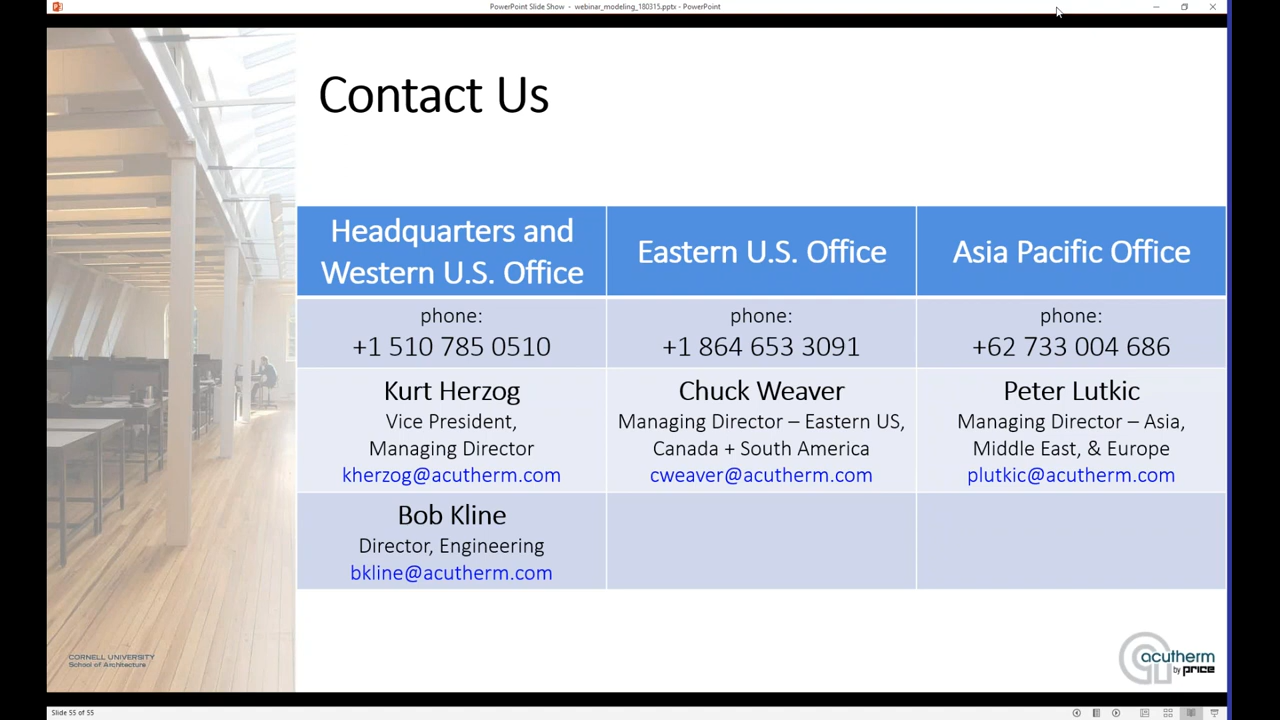 PowerPoint Slide Show - webinar_modeling_180315.pptx - PowerPoint
Contact Us
Headquarters and
Western U.S. Office
phone:
+1 510 785 0510
Kurt Herzog
Vice President,
Managing Director
kherzog@acutherm.com
Bob Kline
Director, Engineering
bkline@acutherm.com
Eastern U.S. Office
phone:
+1 864 653 3091
Chuck Weaver
Managing Director – Eastern US,
Canada + South America
cweaver@acutherm.com
Asia Pacific Office
phone:
+62 733 004 686
Peter Lutkic
Managing Director – Asia,
Middle East, & Europe
plutkic@acutherm.com
CORNELL UNIVERSITY
School of Architecture
acutherm
by price
Slide 55 of 55